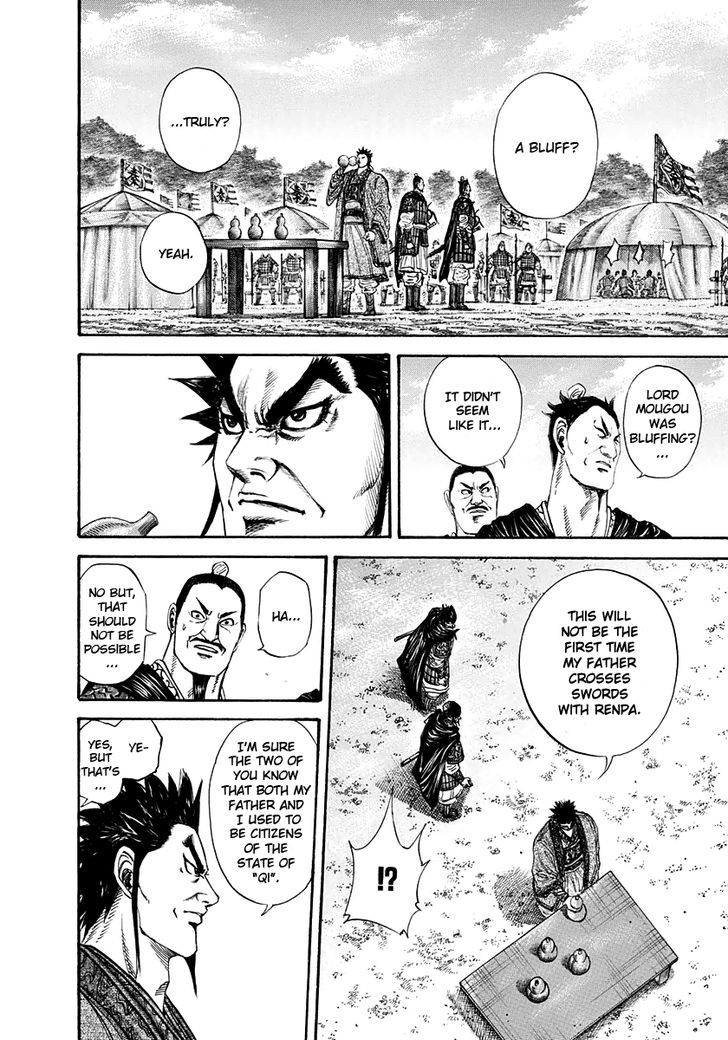 A BLUFF?
...TRULY?
YEAH.
LORD
MOUGOU
WAS
BLUFFING?
...
IT DIDN'T
SEEM
LIKE IT...
THIS WILL
NOT BE THE
FIRST TIME
MY FATHER
CROSSES
SWORDS
WITH RENPA.
!?
HA...
NO BUT,
THAT
SHOULD
NOT BE
POSSIBLE
...
I'M SURE
THE TWO OF
YOU KNOW
THAT BOTH MY
FATHER AND I
USED TO
BE CITIZENS
OF THE
STATE OF
"QI".
YE-
YES,
BUT
THAT'S
...